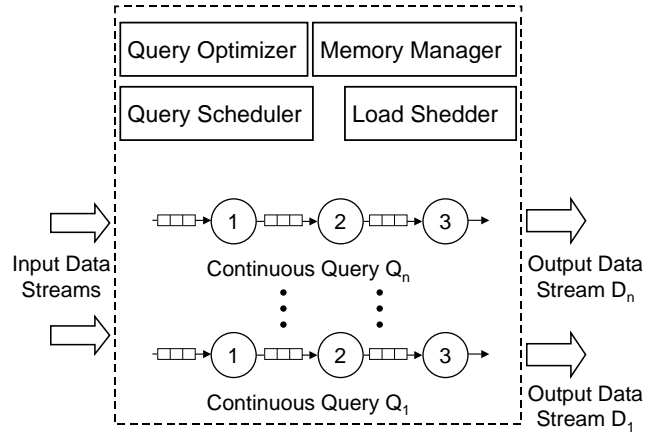 Query Optimizer
Memory Manager
Query Scheduler
Load Shedder
1
2
3
Input Data
Streams
Continuous Query Qn
Output Data
Stream Dn
1
2
3
Continuous Query Q1
Output Data
Stream D1